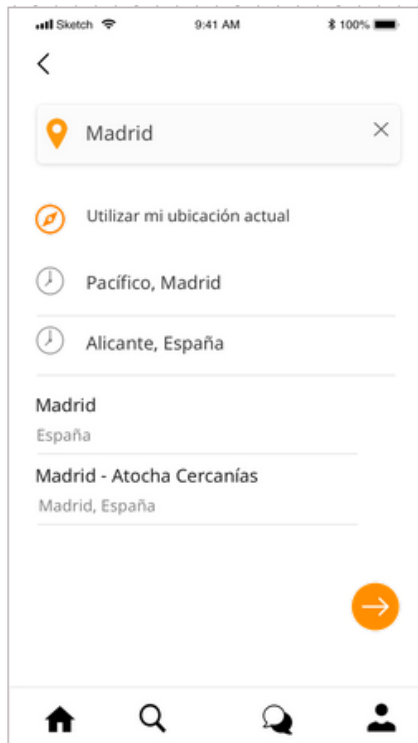 Sketch 9:41 AM 100%
Madrid
Utilizar mi ubicación actual
Pacífico, Madrid
Alicante, España
Madrid
España
Madrid - Atocha Cercanías
Madrid, España